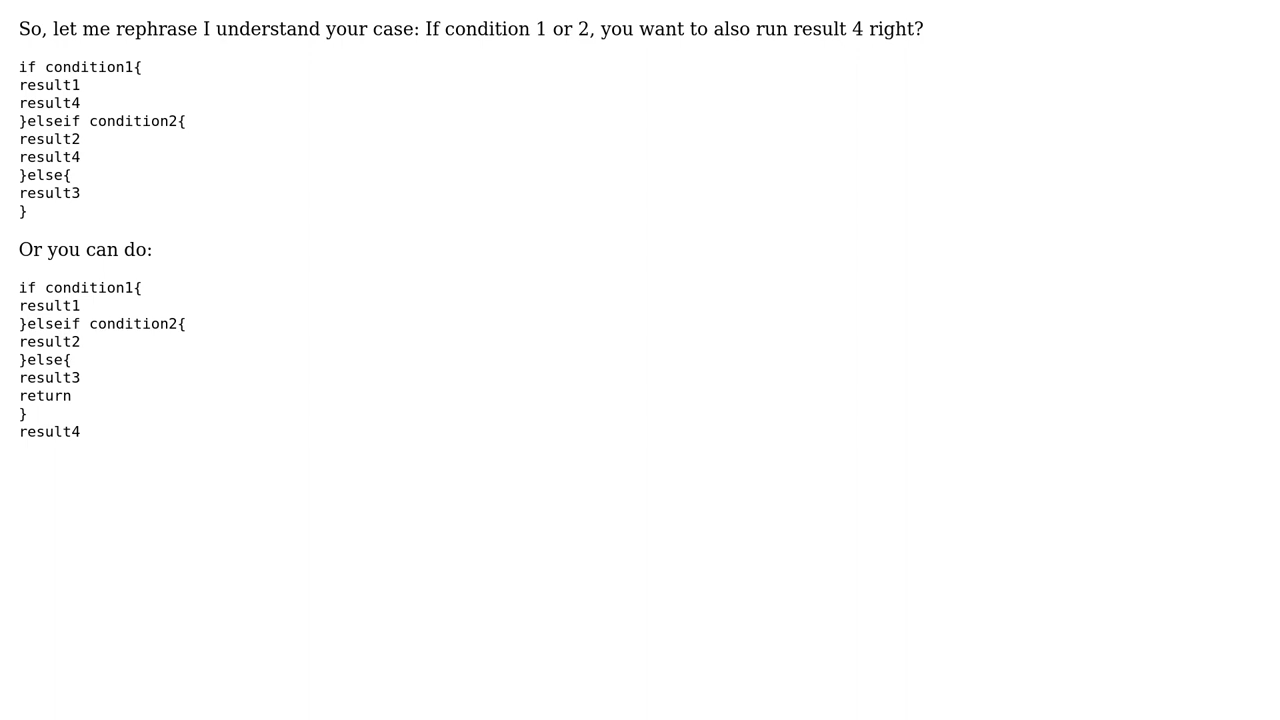 So, let me rephrase I understand your case: If condition 1 or 2, you want to also run result 4 right?
if condition1{
result1
result4
}elseif condition2{
result2
result4
}else{
result3
}
Or you can do:
if condition1{
result1
}elseif condition2{
result2
}else{
result3
return
}
result4